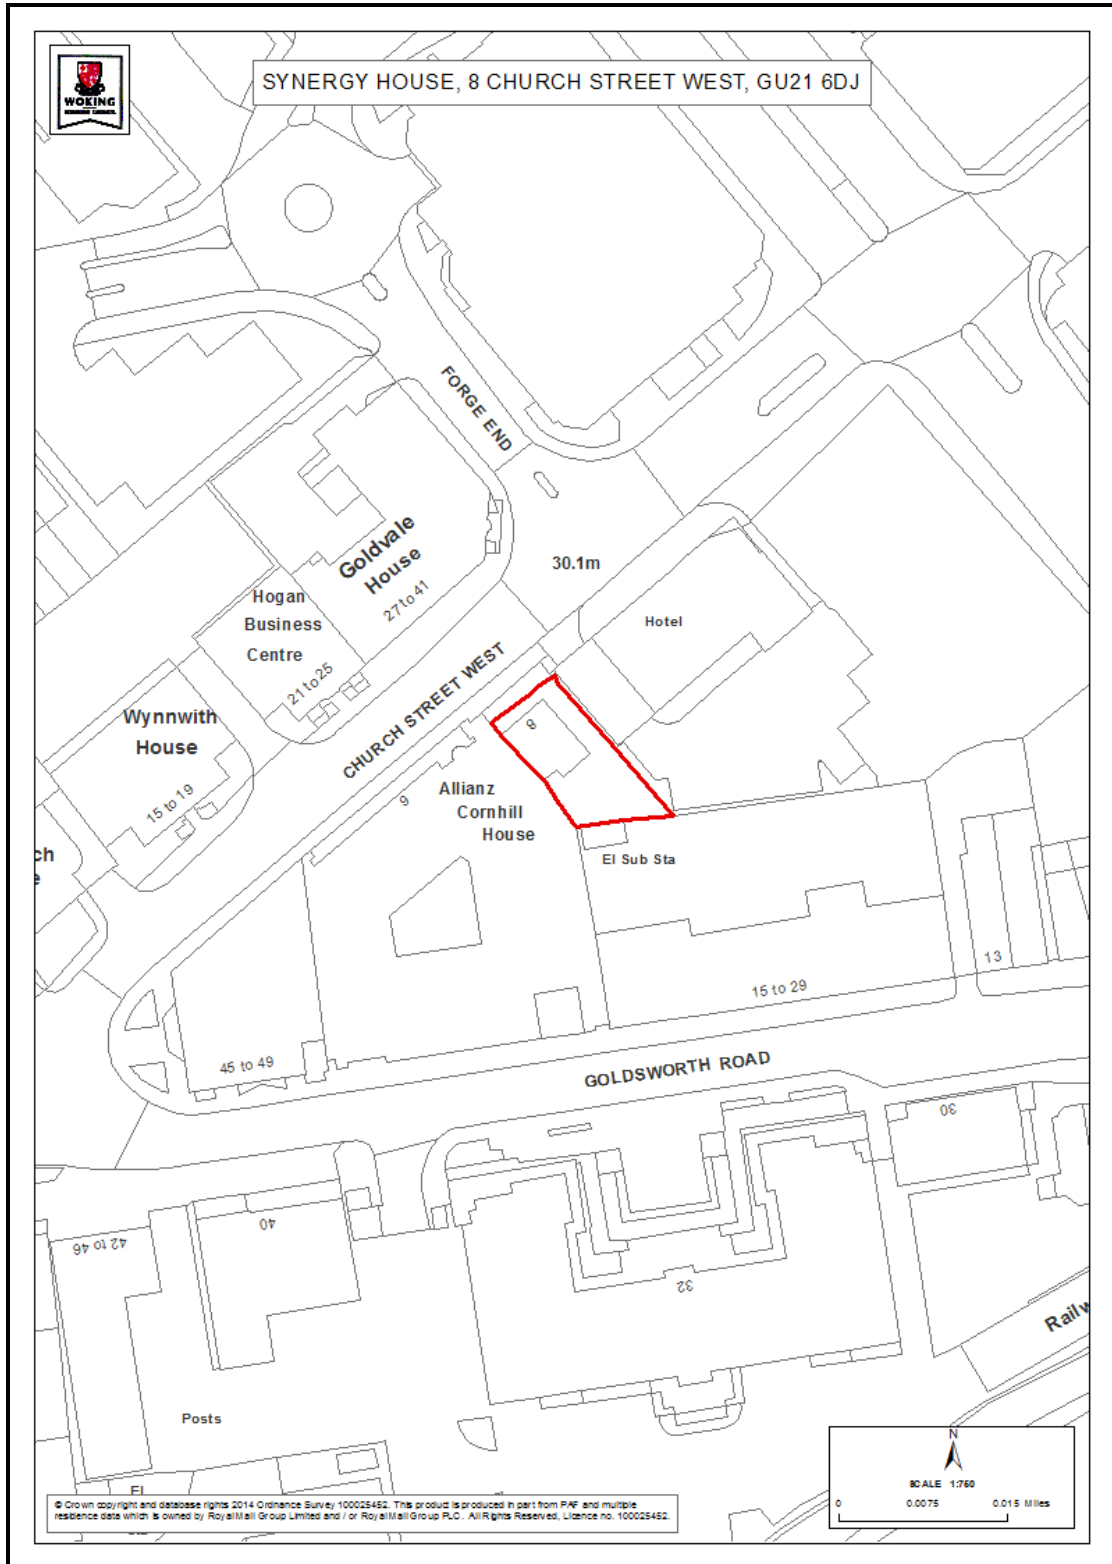 WOKING
BOROUGH COUNCIL
SYNERGY HOUSE, 8 CHURCH STREET WEST, GU21 6DJ
FORGE END
Goldvale
House
27 to 41
30.1m
Hogan
Business
Centre
21 to 25
Hotel
CHURCH STREET WEST
Wynnwith
House
15 to 19
8
Allianz
Cornhill
House
9
ch
e
El Sub Sta
13
15 to 29
45 to 49
GOLDSWORTH ROAD
30
40
42 to 46
32
Railw
Posts
El
N
SCALE 1:750
0 0.0075 0.015 Miles
© Crown copyright and database rights 2014 Ordnance Survey 100025452. This product is produced in part from PAF and multiple
residence data which is owned by Royal Mail Group Limited and / or Royal Mail Group PLC. All Rights Reserved, Licence no. 100025452.